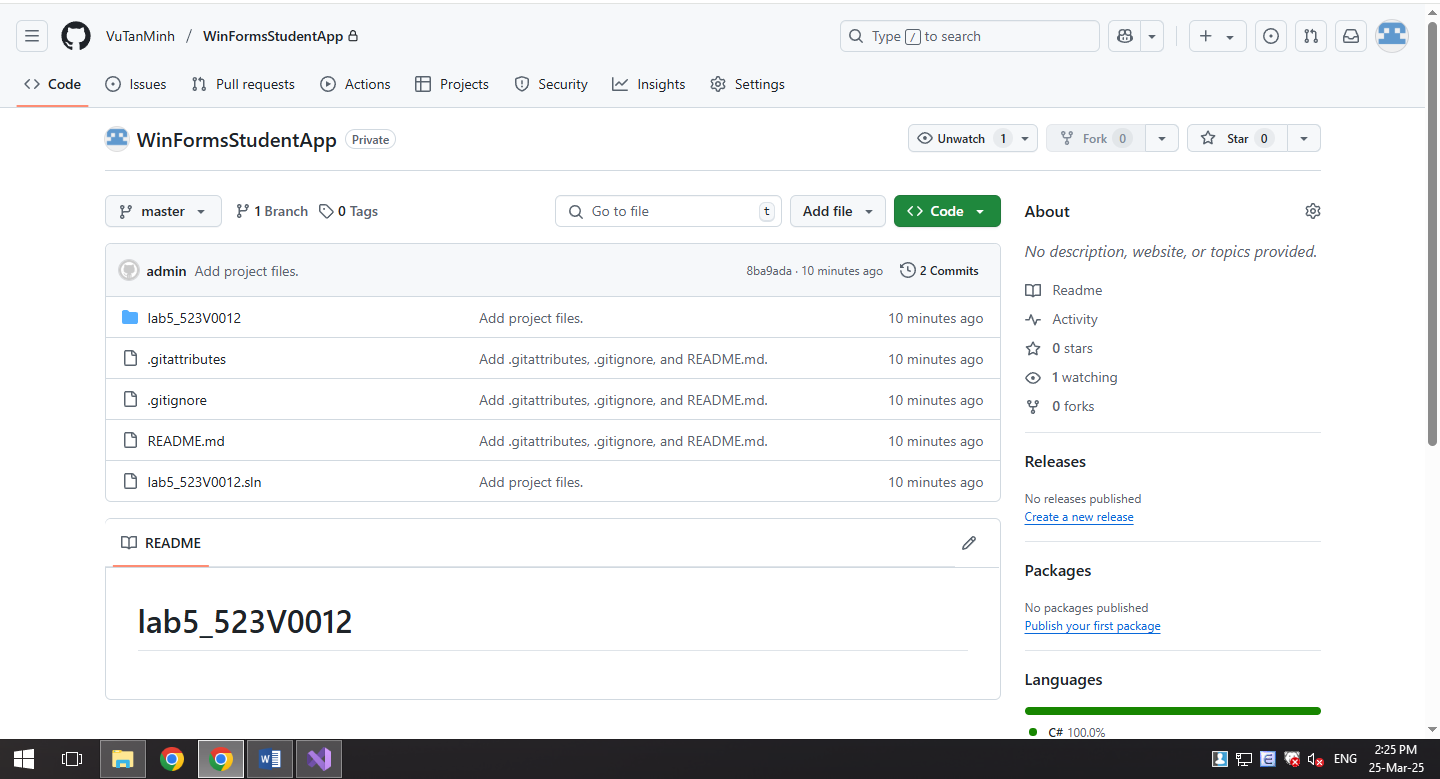 VuTanMinh / WinFormsStudentApp
Type / to search
Code Issues Pull requests Actions Projects Security Insights Settings
WinFormsStudentApp Private
Unwatch 1 Fork 0 Star 0
master 1 Branch 0 Tags
Go to file t Add file Code
admin Add project files. 8ba9ada · 10 minutes ago 2 Commits
lab5_523V0012 Add project files. 10 minutes ago
.gitattributes Add .gitattributes, .gitignore, and README.md. 10 minutes ago
.gitignore Add .gitattributes, .gitignore, and README.md. 10 minutes ago
README.md Add .gitattributes, .gitignore, and README.md. 10 minutes ago
lab5_523V0012.sln Add project files. 10 minutes ago
README
lab5_523V0012
About
No description, website, or topics provided.
Readme
Activity
0 stars
1 watching
0 forks
Releases
No releases published
Create a new release
Packages
No packages published
Publish your first package
Languages
C# 100.0%
ENG
2:25 PM
25-Mar-25